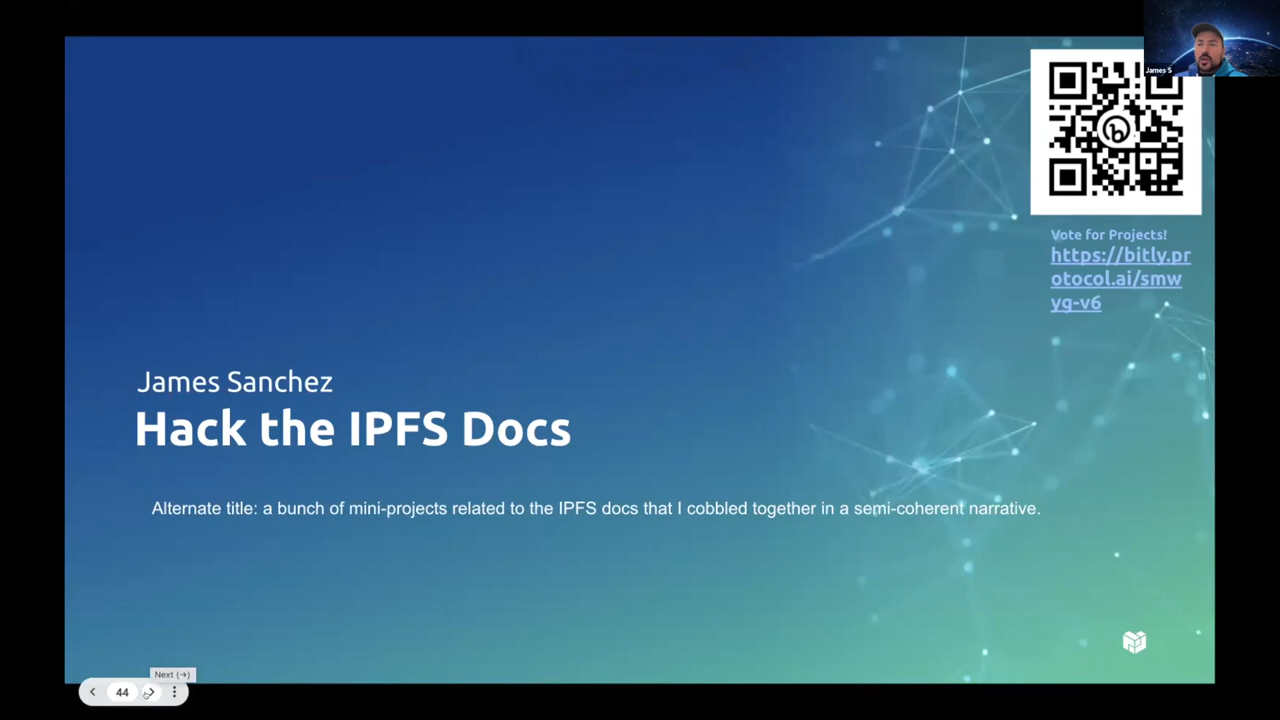 James S
Vote for Projects!
https://bitly.pr
otocol.ai/smw
yg-v6
James Sanchez
Hack the IPFS Docs
Alternate title: a bunch of mini-projects related to the IPFS docs that I cobbled together in a semi-coherent narrative.
Next (→)
44